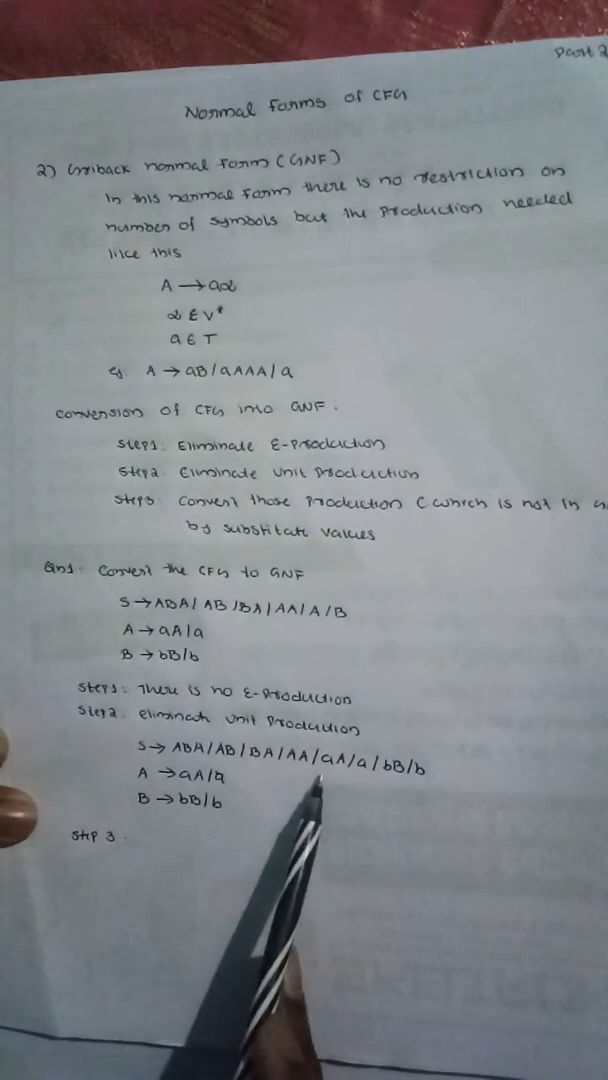 Part 2
Normal Forms of CFG
2) Griback normal form (GNF)
In this normal form there is no restriction on
number of symbols but the production needed
like this
A → aα
α ∈ V*
a ∈ T
eg A → aB/aAAA/a
Conversion of CFG into GNF.
Step1: Eliminate ε-Production
Step2. Eliminate unit production
Step3: Convert those Production (which is not in
by substitute values
Qn1. Convert the CFG to GNF
S → ABA/AB/BA/AA/A/B
A → aA/a
B → bB/b
Step1: There is no ε-Production
Step2. eliminate unit Production
S → ABA/AB/BA/AA/aA/a/bB/b
A → aA/a
B → bB/b
Step 3.